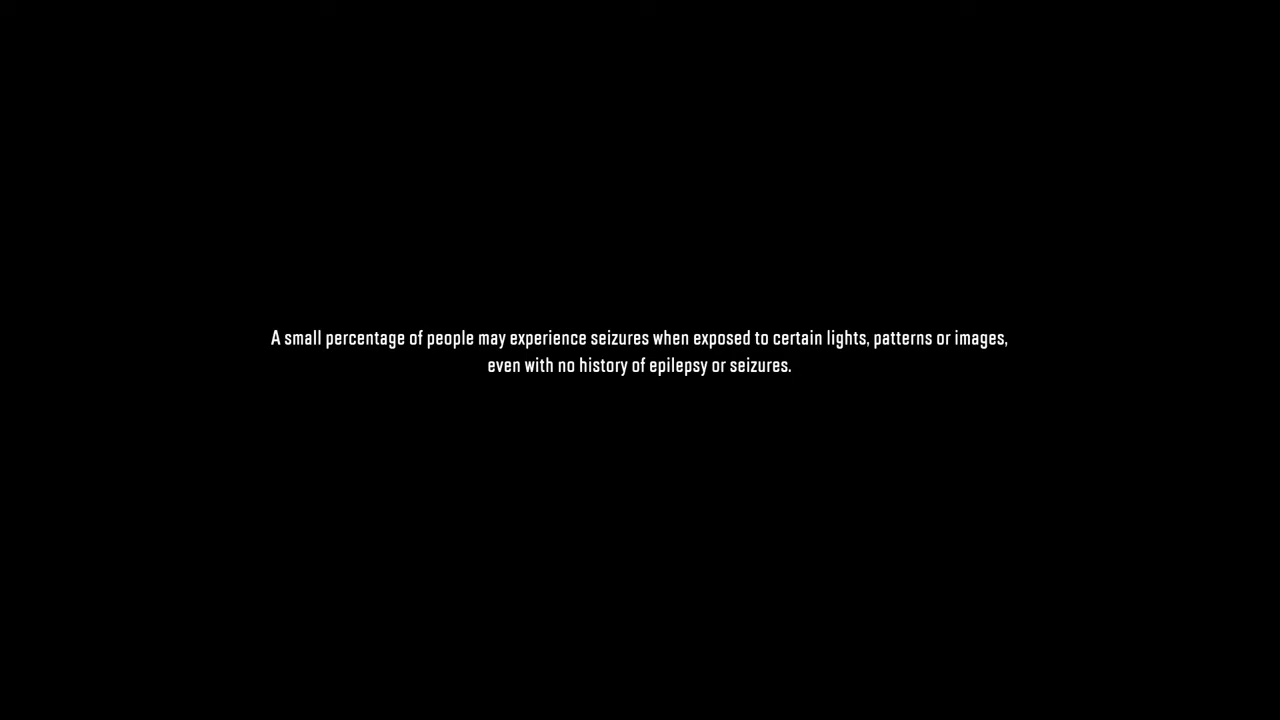 A small percentage of people may experience seizures when exposed to certain lights, patterns or images,
even with no history of epilepsy or seizures.